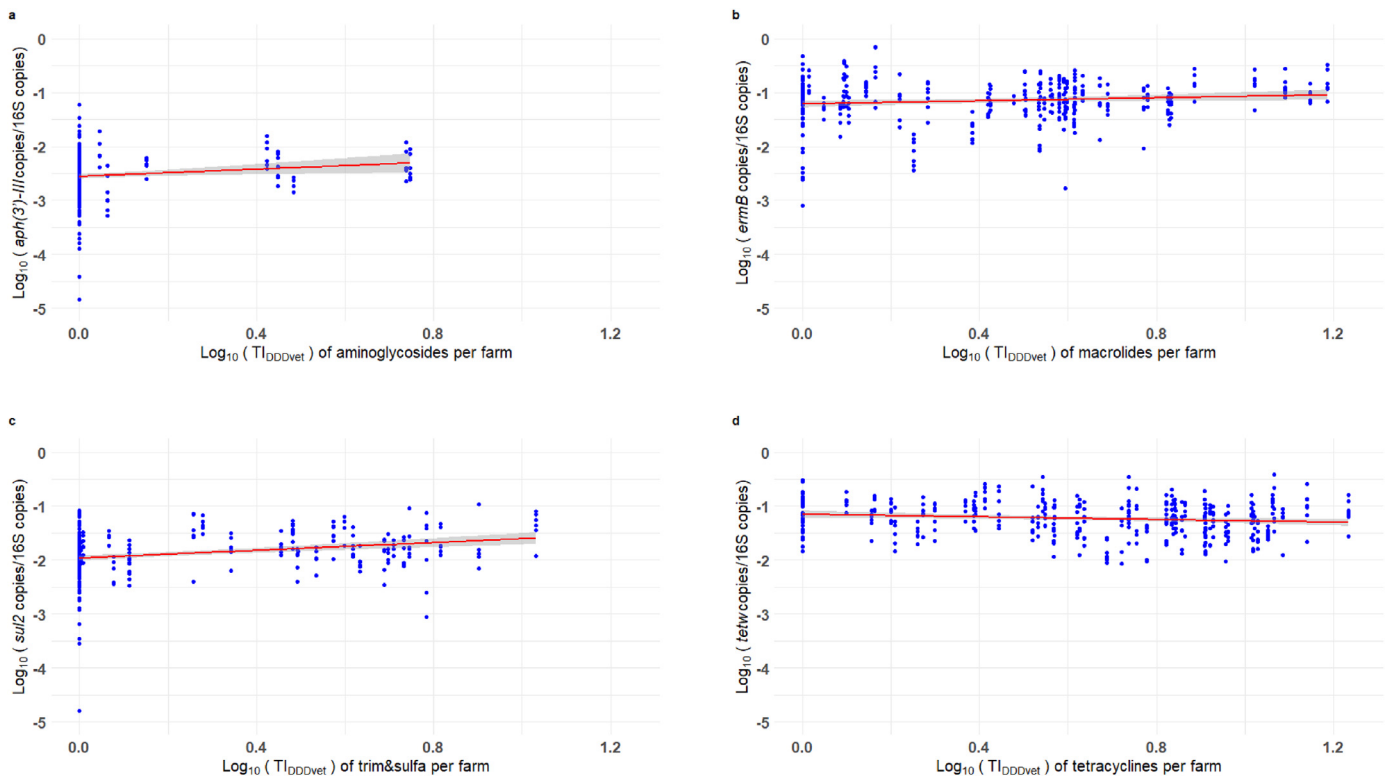 a
0
-1
-2
-3
-4
-5
Log10 ( aph(3')-III copies/16S copies)
0.0 0.4 0.8 1.2
Log10 ( TIDDDvet ) of aminoglycosides per farm
b
0
-1
-2
-3
-4
-5
Log10 ( ermB copies/16S copies)
0.0 0.4 0.8 1.2
Log10 ( TIDDDvet ) of macrolides per farm
c
0
-1
-2
-3
-4
-5
Log10 ( sul2 copies/16S copies)
0.0 0.4 0.8 1.2
Log10 ( TIDDDvet ) of trim&sulfa per farm
d
0
-1
-2
-3
-4
-5
Log10 ( tetw copies/16S copies)
0.0 0.4 0.8 1.2
Log10 ( TIDDDvet ) of tetracyclines per farm